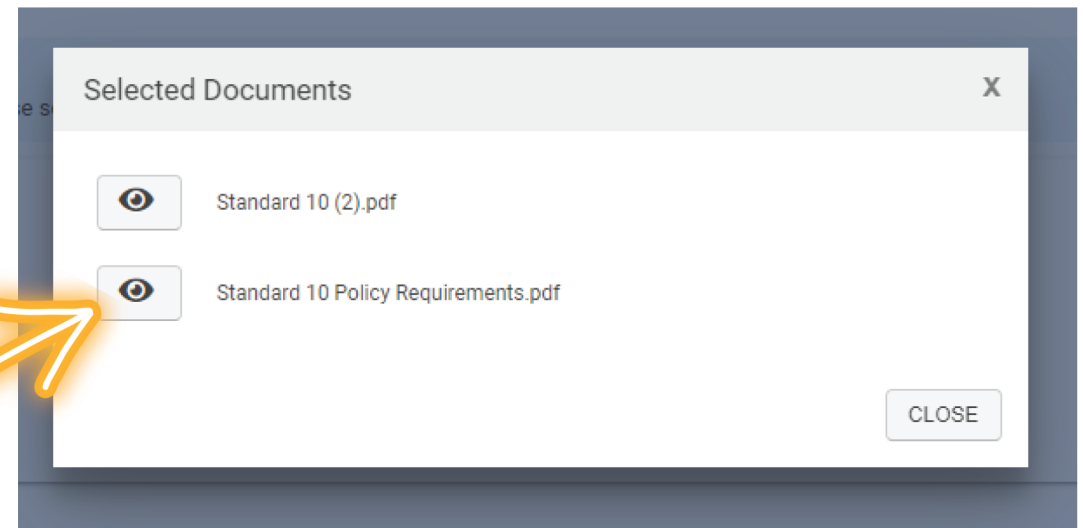 Selected Documents X
Standard 10 (2).pdf
Standard 10 Policy Requirements.pdf
CLOSE